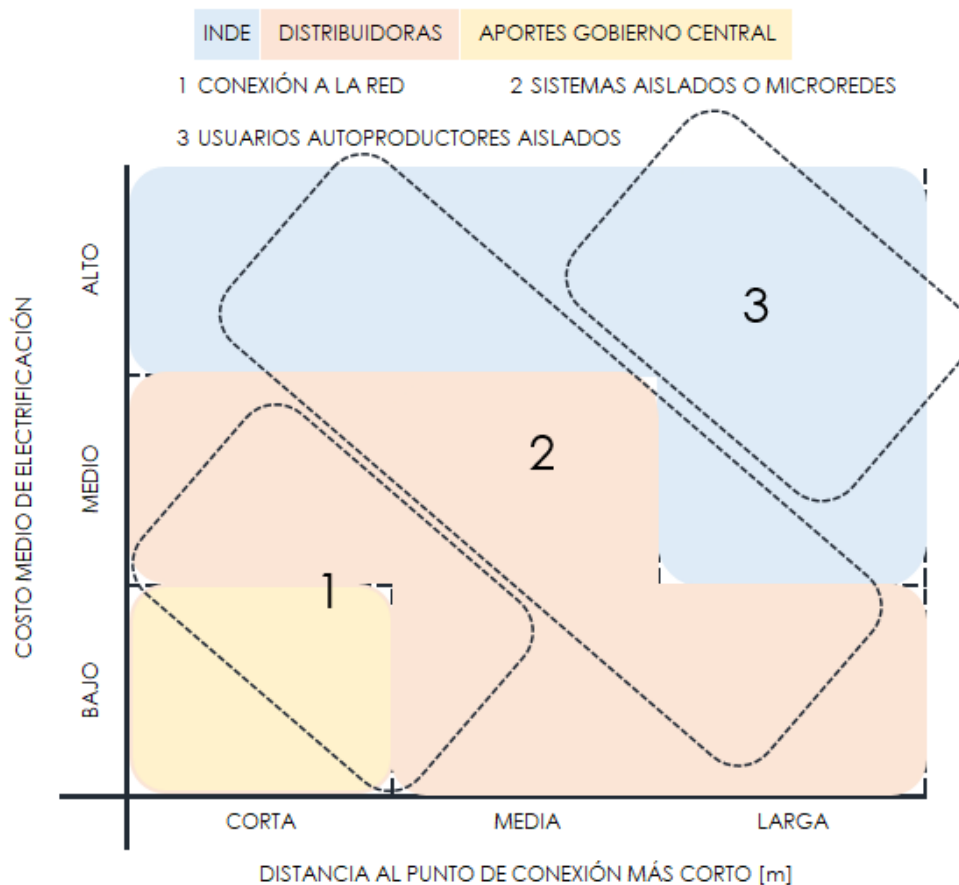 INDE DISTRIBUIDORAS APORTES GOBIERNO CENTRAL
1 CONEXIÓN A LA RED 2 SISTEMAS AISLADOS O MICROREDES
3 USUARIOS AUTOPRODUCTORES AISLADOS
COSTO MEDIO DE ELECTRIFICACIÓN
ALTO
MEDIO
BAJO
3
2
1
CORTA MEDIA LARGA
DISTANCIA AL PUNTO DE CONEXIÓN MÁS CORTO [m]